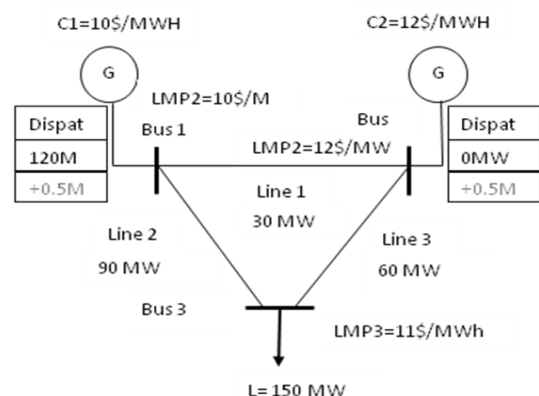 C1=10$/MWH
C2=12$/MWH
G
G
LMP2=10$/M
Dispat
120M
+0.5M
Bus 1
Bus
LMP2=12$/MW
Dispat
0MW
+0.5M
Line 1
30 MW
Line 2
90 MW
Line 3
60 MW
Bus 3
LMP3=11$/MWh
L= 150 MW